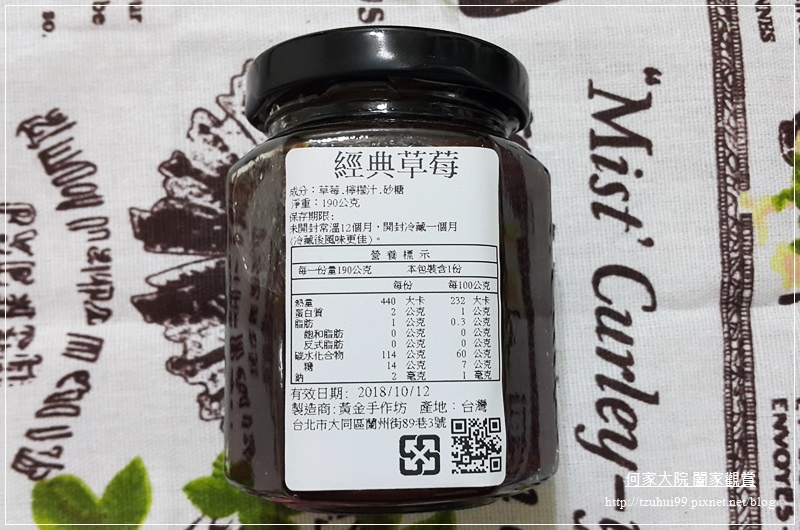 經典草莓
成分：草莓.檸檬汁.砂糖
淨重：190公克
保存期限:
未開封常溫12個月，開封冷藏一個月
(冷藏後風味更佳)。
營養標示
每一份量190公克 本包裝含1份
每份 每100公克
熱量 440 大卡 232 大卡
蛋白質 2 公克 1 公克
脂肪 1 公克 0.3 公克
飽和脂肪 0 公克 0 公克
反式脂肪 0 公克 0 公克
碳水化合物 114 公克 60 公克
糖 14 公克 7 公克
鈉 2 毫克 1 毫克
有效日期: 2018/10/12
製造商:黃金手作坊 產地：台灣
台北市大同區蘭州街89巷3號
"Mist' Curley
ENVOYE
何家大院 闔家觀賞
http://tzuhui99.pixnet.net/blog